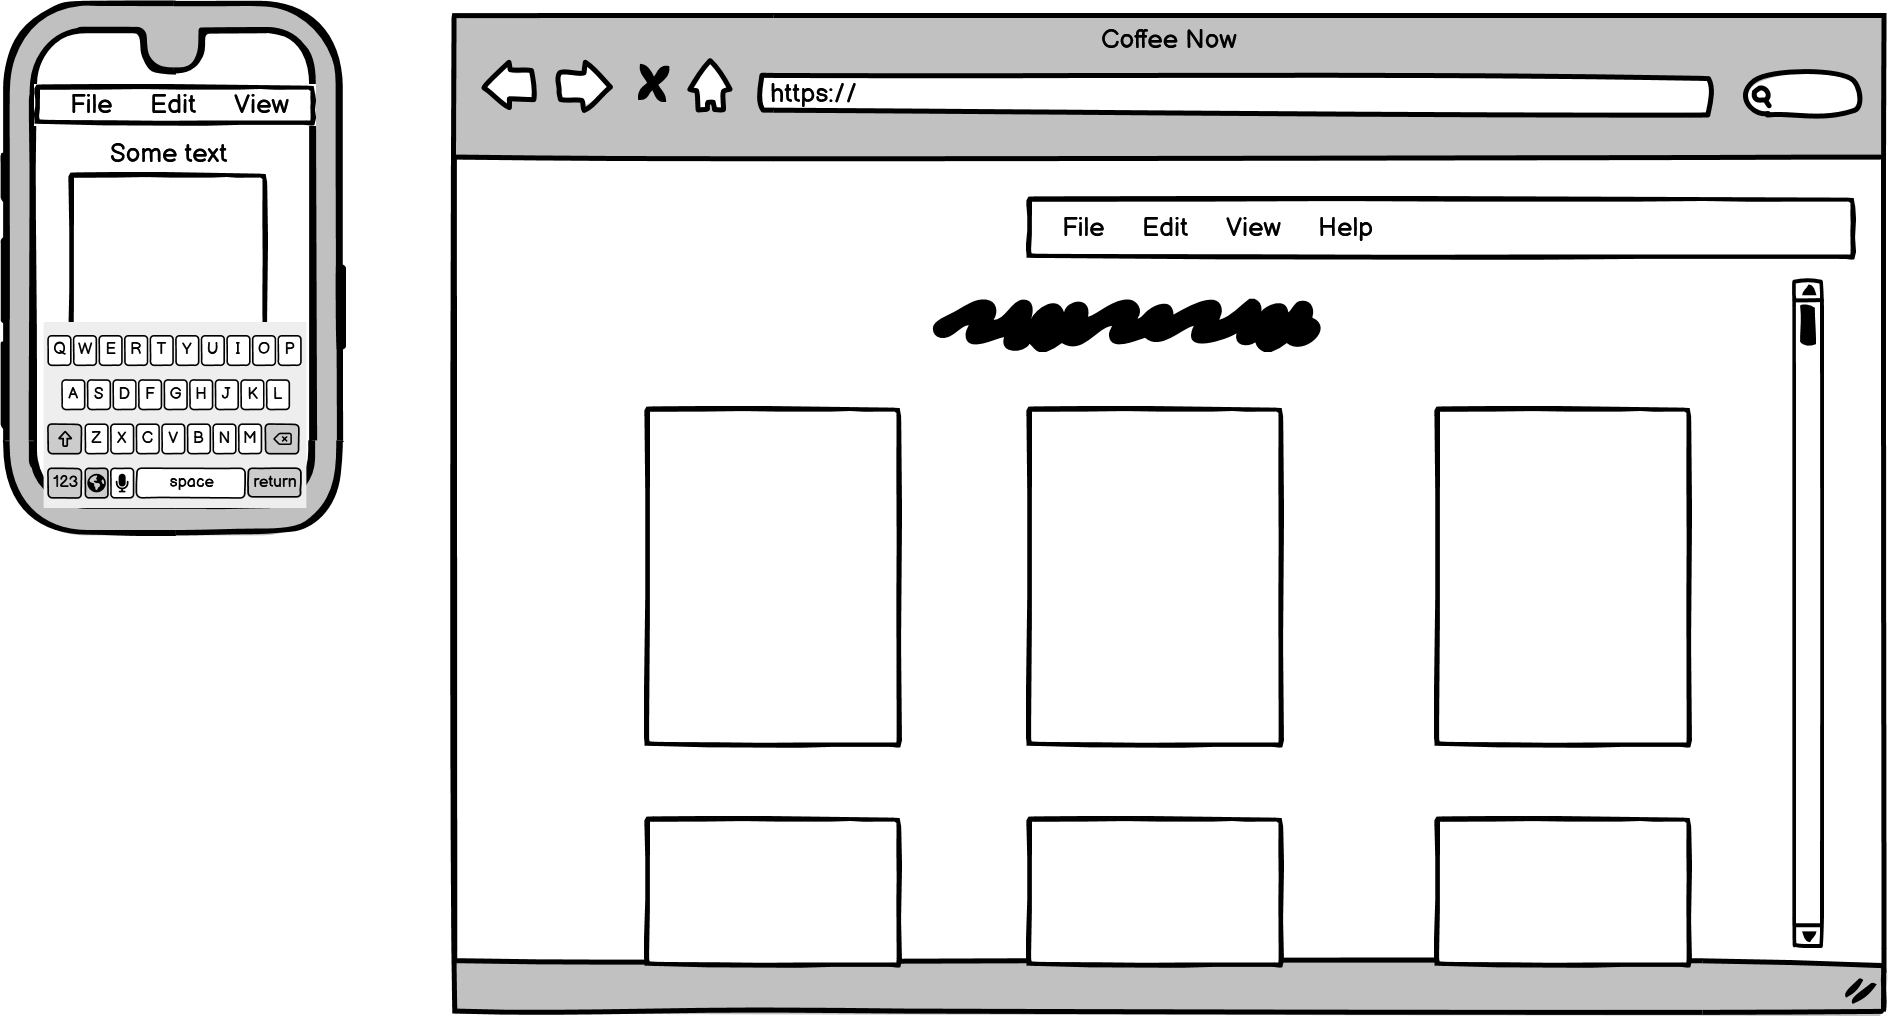 File Edit View
Some text
Q W E R T Y U I O P
A S D F G H J K L
Z X C V B N M
123 space return
Coffee Now
https://
File Edit View Help